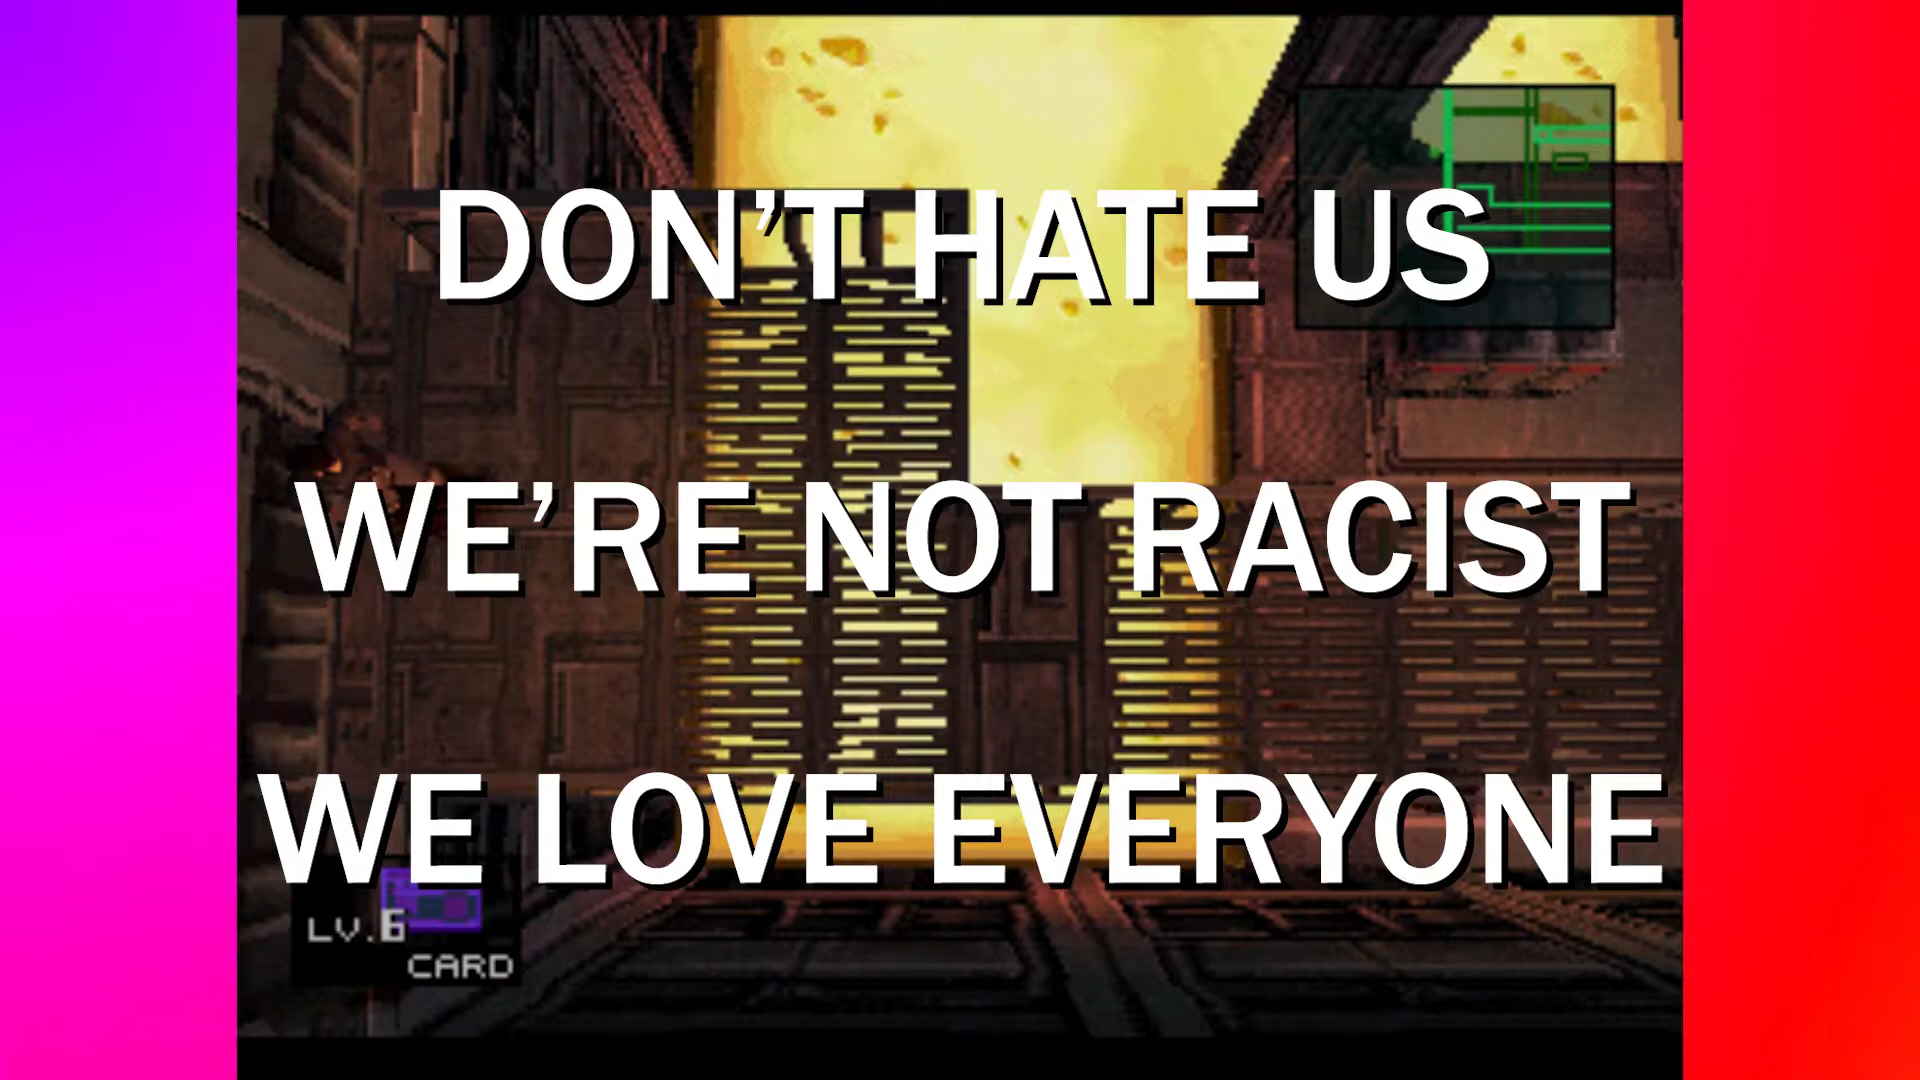 DON’T HATE US
WE’RE NOT RACIST
WE LOVE EVERYONE
LV.6
CARD